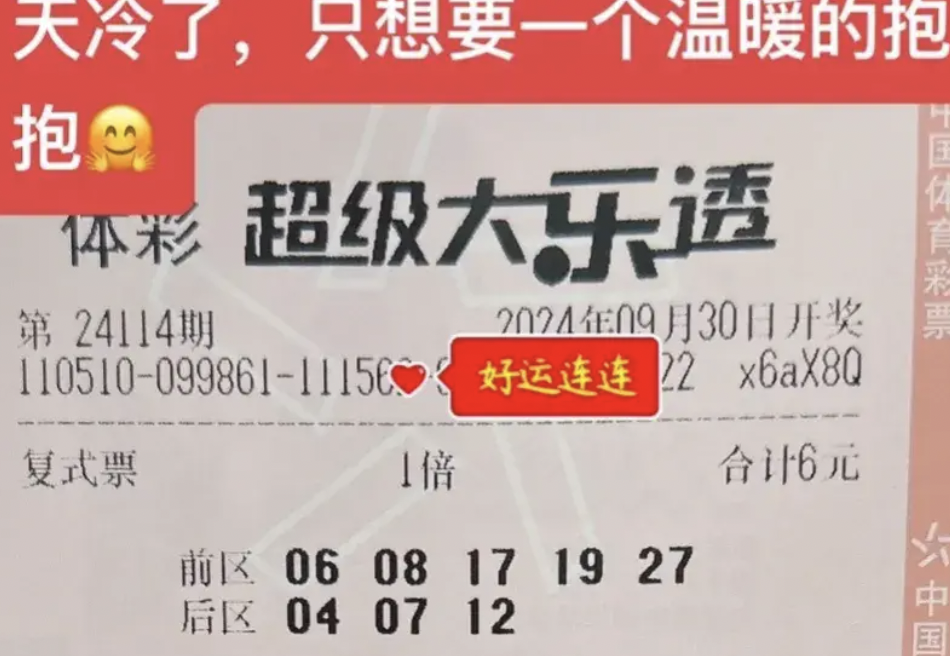 天冷了，只想要一个温暖的抱
抱🤗
体彩 超级大乐透
第 24114期 2024年09月30日开奖
110510-099861-11156 22 x6aX8Q
好运连连
复式票 1倍 合计6元
前区 06 08 17 19 27
后区 04 07 12
中国体育彩票
中国